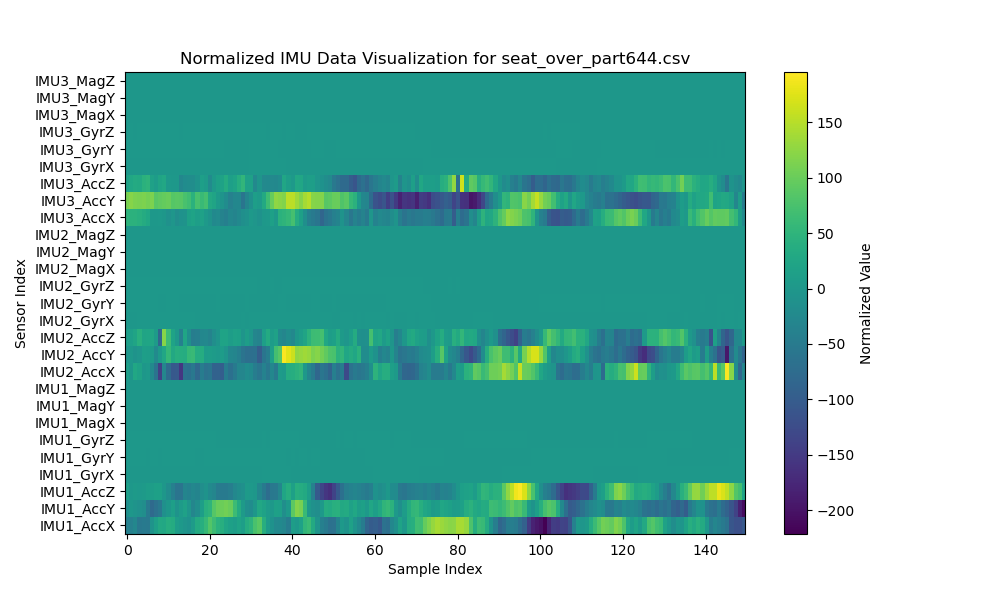 Normalized IMU Data Visualization for seat_over_part644.csv
IMU3_MagZ
IMU3_MagY
IMU3_MagX
IMU3_GyrZ
IMU3_GyrY
IMU3_GyrX
IMU3_AccZ
IMU3_AccY
IMU3_AccX
IMU2_MagZ
IMU2_MagY
IMU2_MagX
IMU2_GyrZ
IMU2_GyrY
IMU2_GyrX
IMU2_AccZ
IMU2_AccY
IMU2_AccX
IMU1_MagZ
IMU1_MagY
IMU1_MagX
IMU1_GyrZ
IMU1_GyrY
IMU1_GyrX
IMU1_AccZ
IMU1_AccY
IMU1_AccX
Sensor Index
0 20 40 60 80 100 120 140
Sample Index
150
100
50
0
−50
−100
−150
−200
Normalized Value